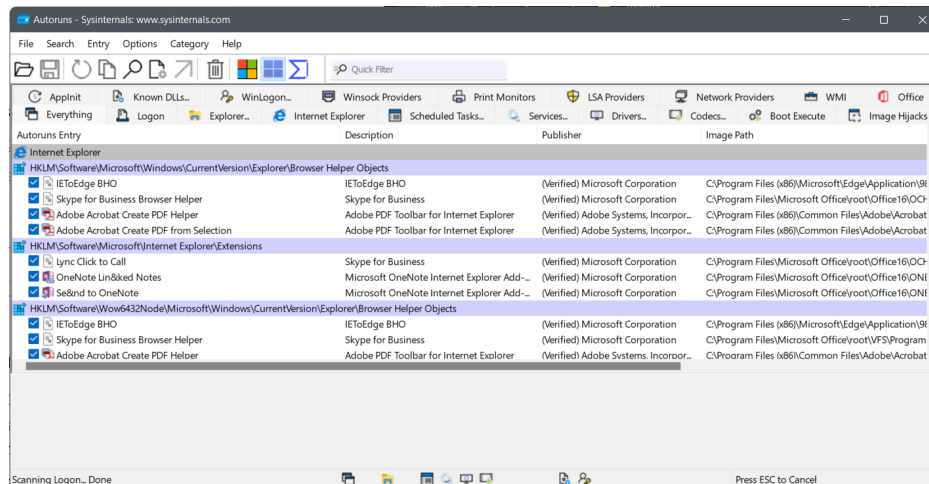 Autoruns - Sysinternals: www.sysinternals.com
File Search Entry Options Category Help
Quick Filter
AppInit Known DLLs... WinLogon... Winsock Providers Print Monitors LSA Providers Network Providers WMI Office
Everything Logon Explorer... Internet Explorer Scheduled Tasks... Services... Drivers... Codecs... Boot Execute Image Hijacks
Autoruns Entry Description Publisher Image Path
Internet Explorer
HKLM\Software\Microsoft\Windows\CurrentVersion\Explorer\Browser Helper Objects
IEToEdge BHO IEToEdge BHO (Verified) Microsoft Corporation C:\Program Files (x86)\Microsoft\Edge\Application\98
Skype for Business Browser Helper Skype for Business (Verified) Microsoft Corporation C:\Program Files\Microsoft Office\root\Office16\OCH
Adobe Acrobat Create PDF Helper Adobe PDF Toolbar for Internet Explorer (Verified) Adobe Systems, Incorpor... C:\Program Files (x86)\Common Files\Adobe\Acrobat
Adobe Acrobat Create PDF from Selection Adobe PDF Toolbar for Internet Explorer (Verified) Adobe Systems, Incorpor... C:\Program Files (x86)\Common Files\Adobe\Acrobat
HKLM\Software\Microsoft\Internet Explorer\Extensions
Lync Click to Call Skype for Business (Verified) Microsoft Corporation C:\Program Files\Microsoft Office\root\Office16\OCH
OneNote Lin&ked Notes Microsoft OneNote Internet Explorer Add-... (Verified) Microsoft Corporation C:\Program Files\Microsoft Office\root\Office16\ONE
Se&nd to OneNote Microsoft OneNote Internet Explorer Add-... (Verified) Microsoft Corporation C:\Program Files\Microsoft Office\root\Office16\ONE
HKLM\Software\Wow6432Node\Microsoft\Windows\CurrentVersion\Explorer\Browser Helper Objects
IEToEdge BHO IEToEdge BHO (Verified) Microsoft Corporation C:\Program Files (x86)\Microsoft\Edge\Application\98
Skype for Business Browser Helper Skype for Business (Verified) Microsoft Corporation C:\Program Files\Microsoft Office\root\VFS\Program
Adobe Acrobat Create PDF Helper Adobe PDF Toolbar for Internet Explorer (Verified) Adobe Systems, Incorpor... C:\Program Files (x86)\Common Files\Adobe\Acrobat
Scanning Logon... Done Press ESC to Cancel